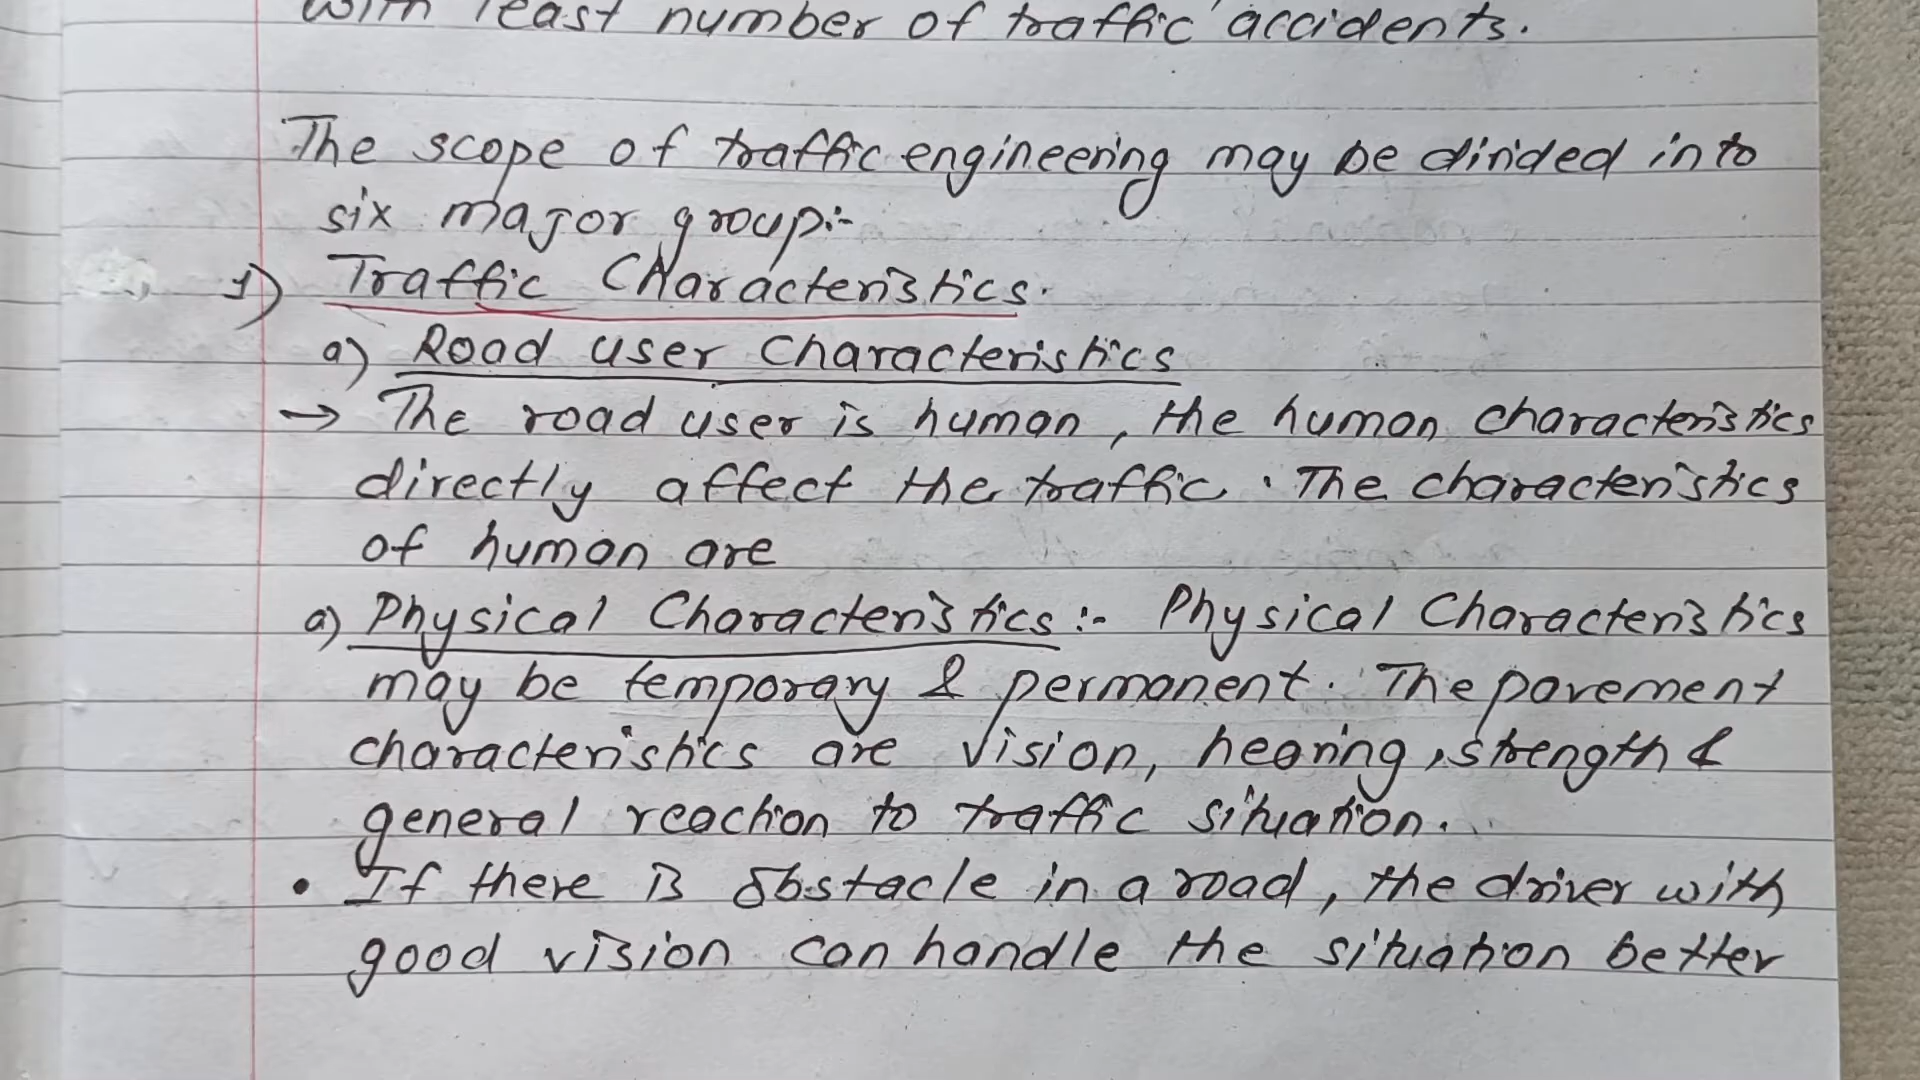 with least number of traffic accidents.
The scope of traffic engineering may be divided into
six major group:-
1) Traffic Characteristics.
a) Road user Characteristics
→ The road user is human, the human characteristics
directly affect the traffic. The characteristics
of human are
a) Physical Characteristics :- Physical Characteristics
may be temporary & permanent. The pavement
characteristics are vision, hearing, strength &
general reaction to traffic situation.
• If there is obstacle in a road, the driver with
good vision can handle the situation better